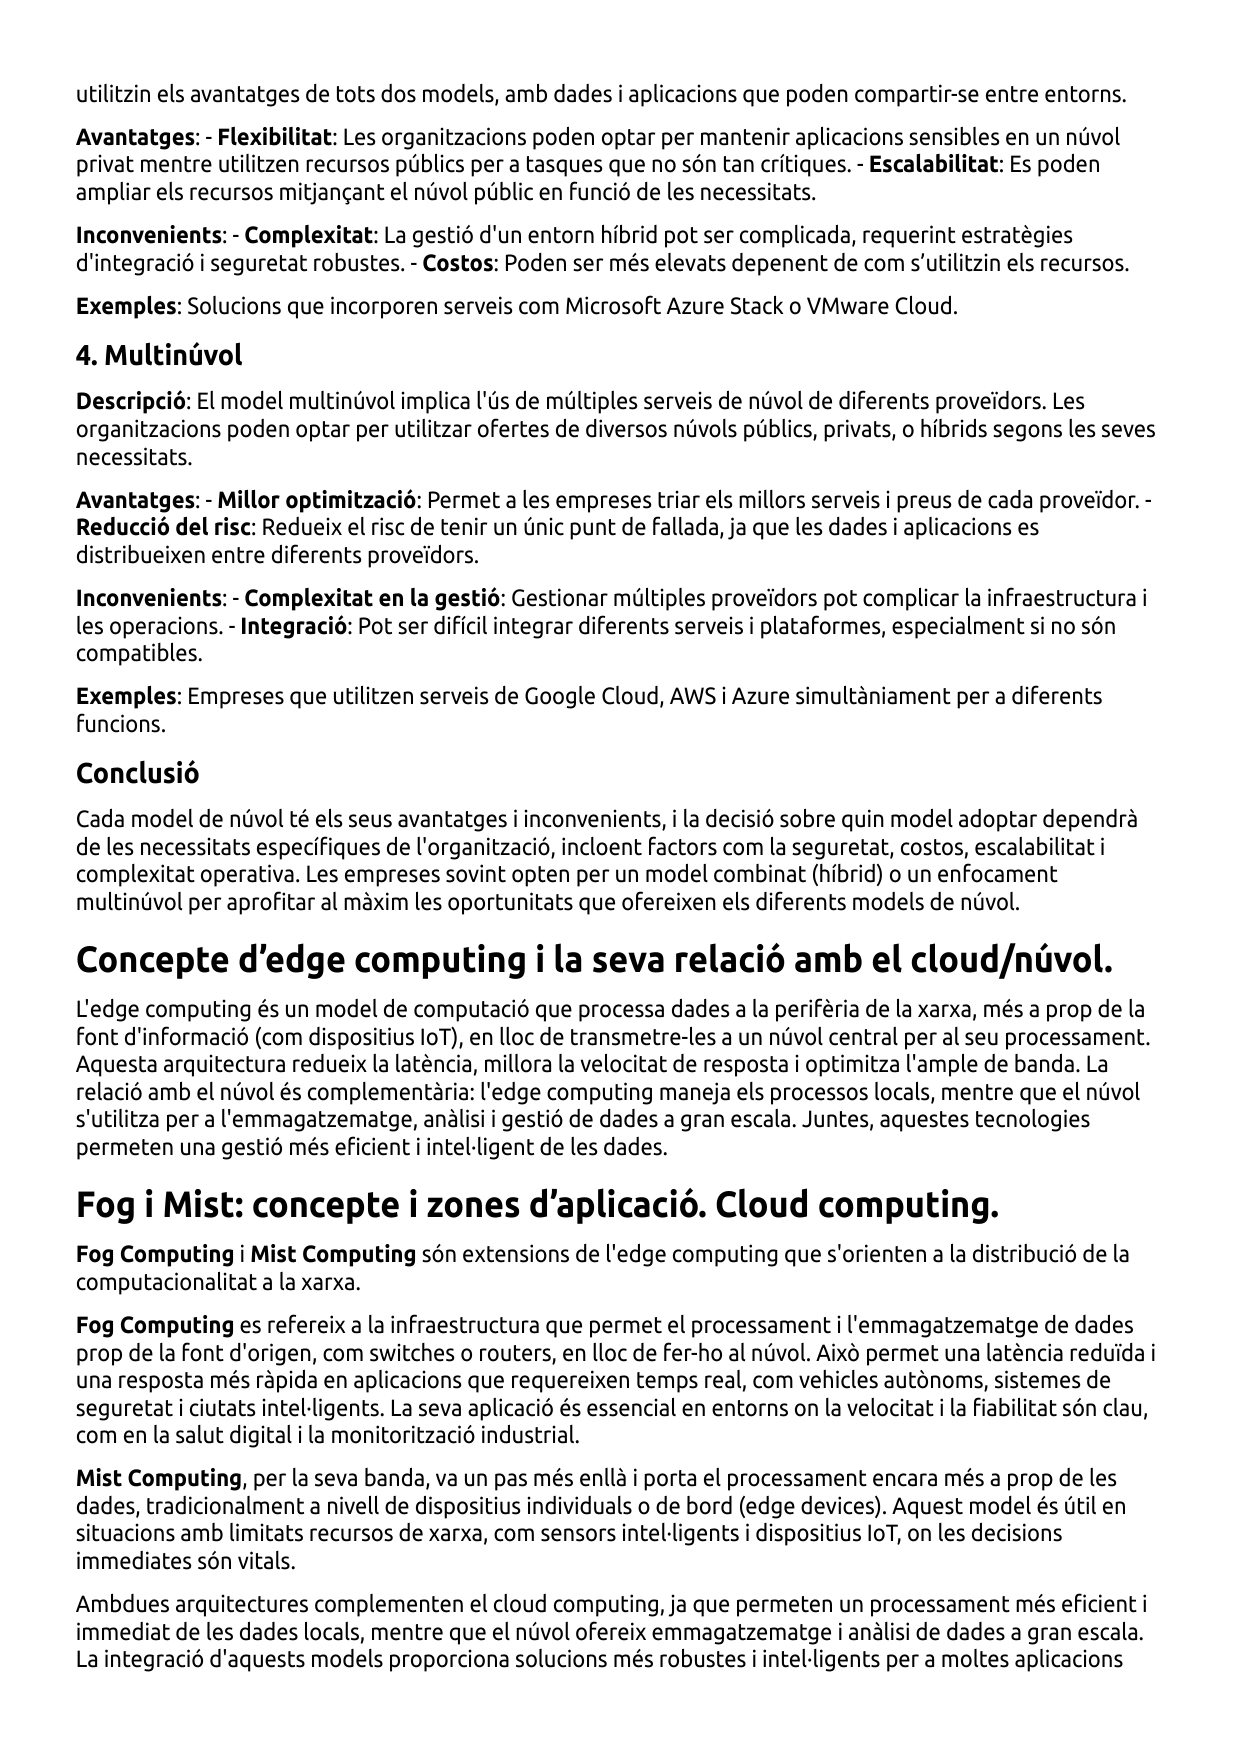 utilitzin els avantatges de tots dos models, amb dades i aplicacions que poden compartir-se entre entorns.
Avantatges: - Flexibilitat: Les organitzacions poden optar per mantenir aplicacions sensibles en un núvol
privat mentre utilitzen recursos públics per a tasques que no són tan crítiques. - Escalabilitat: Es poden
ampliar els recursos mitjançant el núvol públic en funció de les necessitats.
Inconvenients: - Complexitat: La gestió d'un entorn híbrid pot ser complicada, requerint estratègies
d'integració i seguretat robustes. - Costos: Poden ser més elevats depenent de com s’utilitzin els recursos.
Exemples: Solucions que incorporen serveis com Microsoft Azure Stack o VMware Cloud.
4. Multinúvol
Descripció: El model multinúvol implica l'ús de múltiples serveis de núvol de diferents proveïdors. Les
organitzacions poden optar per utilitzar ofertes de diversos núvols públics, privats, o híbrids segons les seves
necessitats.
Avantatges: - Millor optimització: Permet a les empreses triar els millors serveis i preus de cada proveïdor. -
Reducció del risc: Redueix el risc de tenir un únic punt de fallada, ja que les dades i aplicacions es
distribueixen entre diferents proveïdors.
Inconvenients: - Complexitat en la gestió: Gestionar múltiples proveïdors pot complicar la infraestructura i
les operacions. - Integració: Pot ser difícil integrar diferents serveis i plataformes, especialment si no són
compatibles.
Exemples: Empreses que utilitzen serveis de Google Cloud, AWS i Azure simultàniament per a diferents
funcions.
Conclusió
Cada model de núvol té els seus avantatges i inconvenients, i la decisió sobre quin model adoptar dependrà
de les necessitats específiques de l'organització, incloent factors com la seguretat, costos, escalabilitat i
complexitat operativa. Les empreses sovint opten per un model combinat (híbrid) o un enfocament
multinúvol per aprofitar al màxim les oportunitats que ofereixen els diferents models de núvol.
Concepte d’edge computing i la seva relació amb el cloud/núvol.
L'edge computing és un model de computació que processa dades a la perifèria de la xarxa, més a prop de la
font d'informació (com dispositius IoT), en lloc de transmetre-les a un núvol central per al seu processament.
Aquesta arquitectura redueix la latència, millora la velocitat de resposta i optimitza l'ample de banda. La
relació amb el núvol és complementària: l'edge computing maneja els processos locals, mentre que el núvol
s'utilitza per a l'emmagatzematge, anàlisi i gestió de dades a gran escala. Juntes, aquestes tecnologies
permeten una gestió més eficient i intel·ligent de les dades.
Fog i Mist: concepte i zones d’aplicació. Cloud computing.
Fog Computing i Mist Computing són extensions de l'edge computing que s'orienten a la distribució de la
computacionalitat a la xarxa.
Fog Computing es refereix a la infraestructura que permet el processament i l'emmagatzematge de dades
prop de la font d'origen, com switches o routers, en lloc de fer-ho al núvol. Això permet una latència reduïda i
una resposta més ràpida en aplicacions que requereixen temps real, com vehicles autònoms, sistemes de
seguretat i ciutats intel·ligents. La seva aplicació és essencial en entorns on la velocitat i la fiabilitat són clau,
com en la salut digital i la monitorització industrial.
Mist Computing, per la seva banda, va un pas més enllà i porta el processament encara més a prop de les
dades, tradicionalment a nivell de dispositius individuals o de bord (edge devices). Aquest model és útil en
situacions amb limitats recursos de xarxa, com sensors intel·ligents i dispositius IoT, on les decisions
immediates són vitals.
Ambdues arquitectures complementen el cloud computing, ja que permeten un processament més eficient i
immediat de les dades locals, mentre que el núvol ofereix emmagatzematge i anàlisi de dades a gran escala.
La integració d'aquests models proporciona solucions més robustes i intel·ligents per a moltes aplicacions